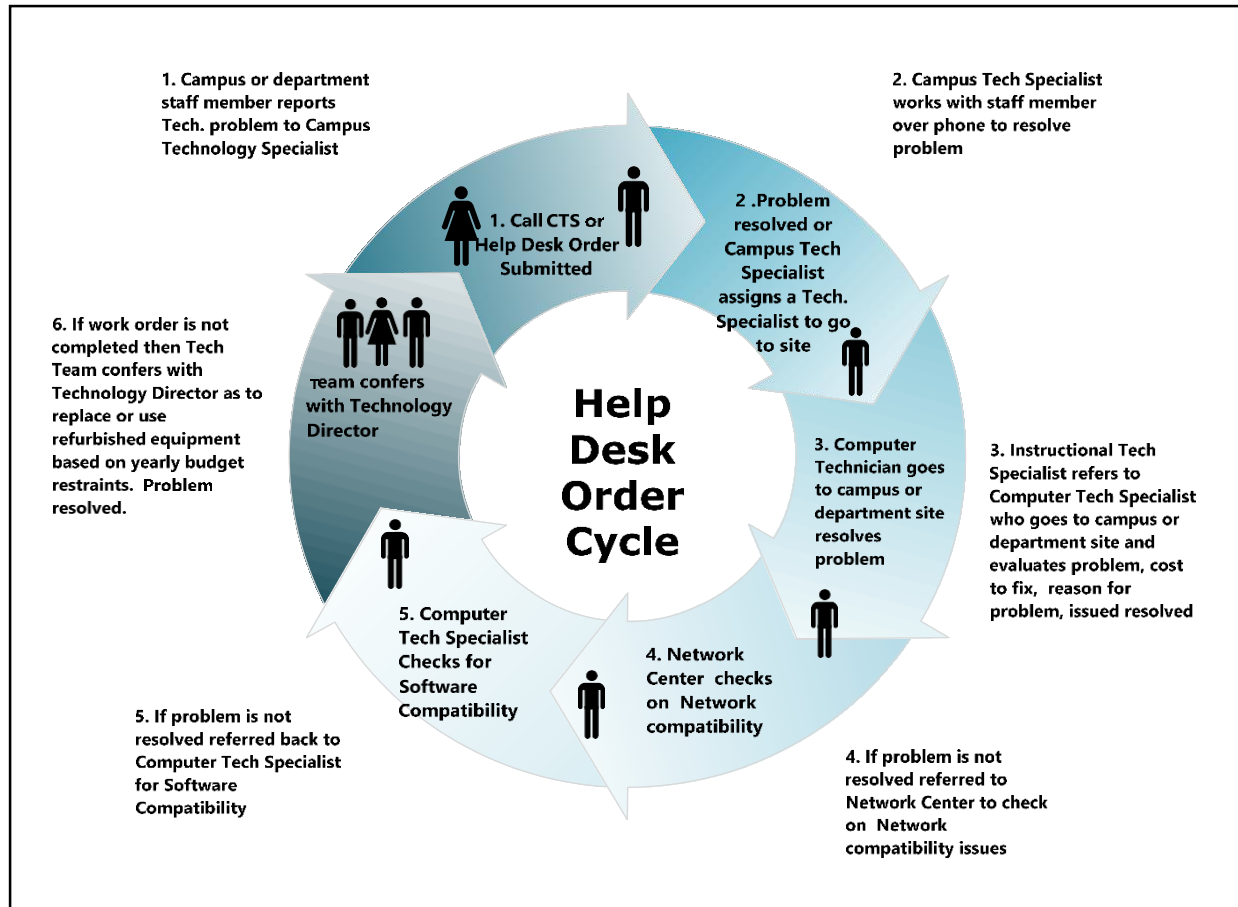 1. Campus or department
staff member reports
Tech. problem to Campus
Technology Specialist
2. Campus Tech Specialist
works with staff member
over phone to resolve
problem
1. Call CTS or
Help Desk Order
Submitted
2 .Problem
resolved or
Campus Tech
Specialist
assigns a Tech.
Specialist to go
to site
6. If work order is not
completed then Tech
Team confers with
Technology Director as to
replace or use
refurbished equipment
based on yearly budget
restraints.  Problem
resolved.
Team confers
with Technology
Director
Help
Desk
Order
Cycle
3. Computer
Technician goes
to campus or
department site
resolves
problem
3. Instructional Tech
Specialist refers to
Computer Tech Specialist
who goes to campus or
department site and
evaluates problem, cost
to fix,  reason for
problem, issued resolved
5. Computer
Tech Specialist
Checks for
Software
Compatibility
4. Network
Center  checks
on  Network
compatibility
5. If problem is not
resolved referred back to
Computer Tech Specialist
for Software
Compatibility
4. If problem is not
resolved referred to
Network Center to check
on  Network
compatibility issues